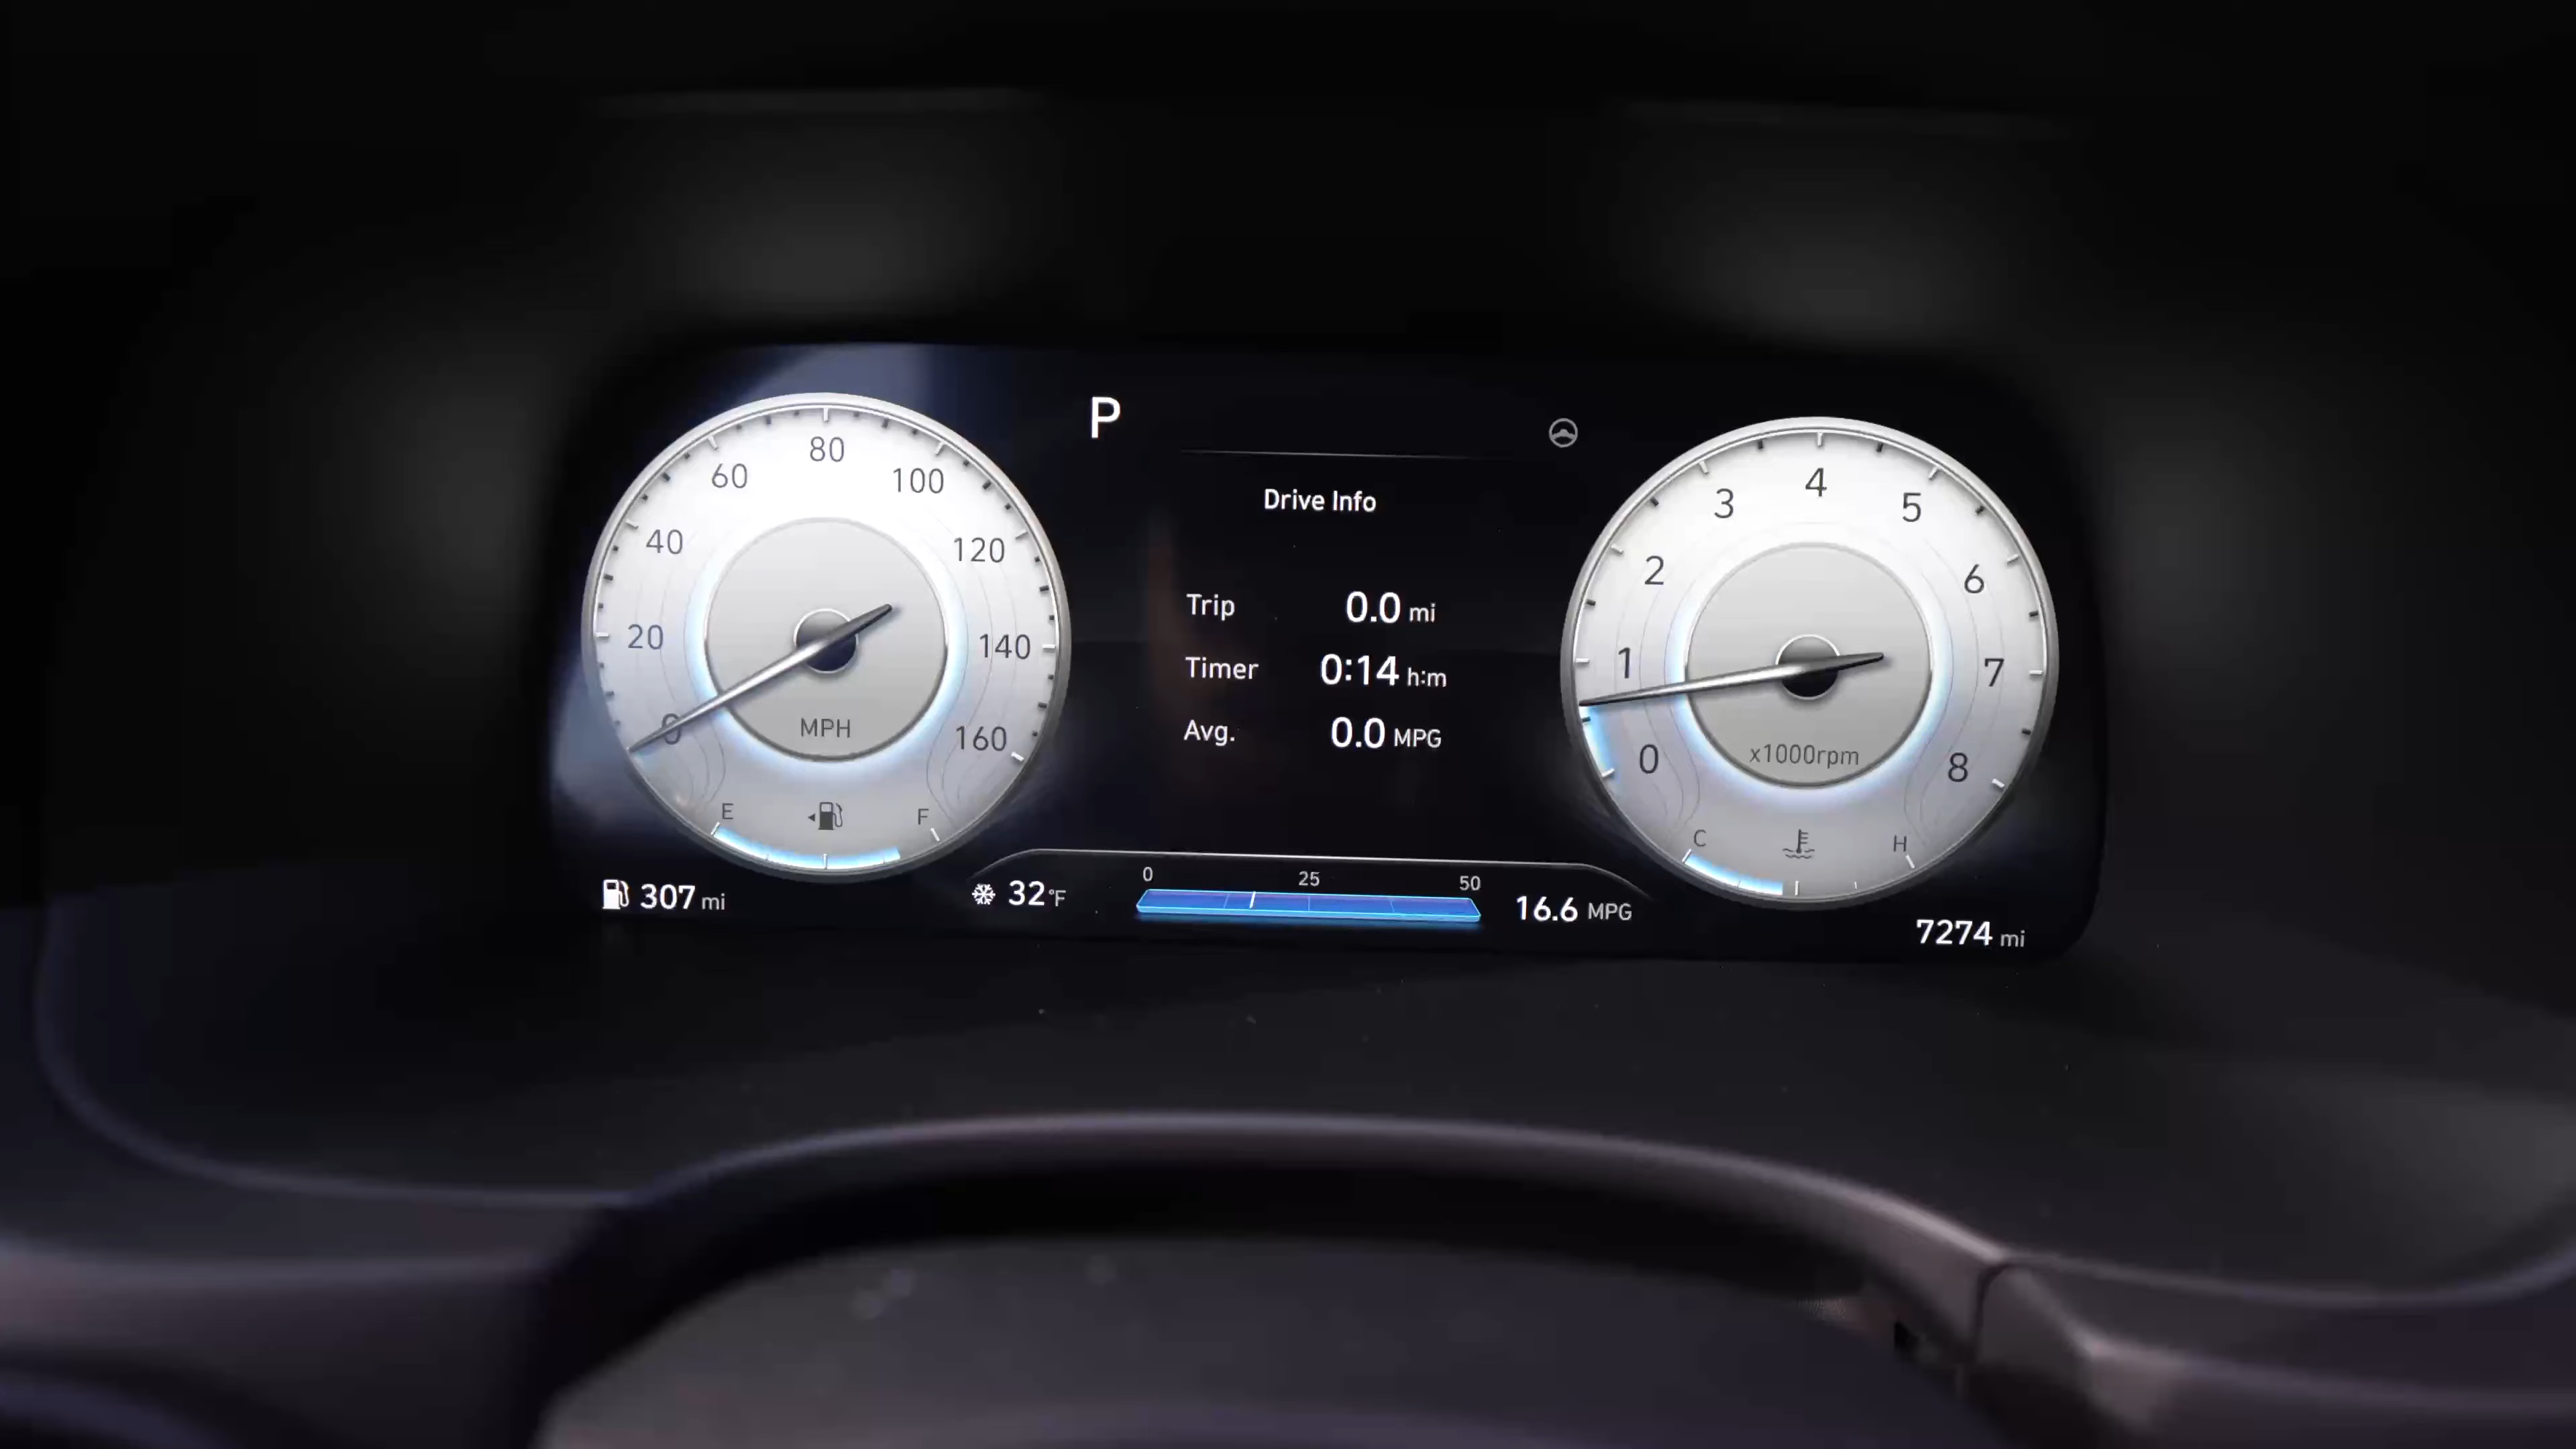 P
Drive Info
Trip 0.0 mi
Timer 0:14 h:m
Avg. 0.0 MPG
0 20 40 60 80 100 120 140 160
MPH
E F
0 1 2 3 4 5 6 7 8
x1000rpm
C H
307 mi
32°F
0 25 50
16.6 MPG
7274 mi